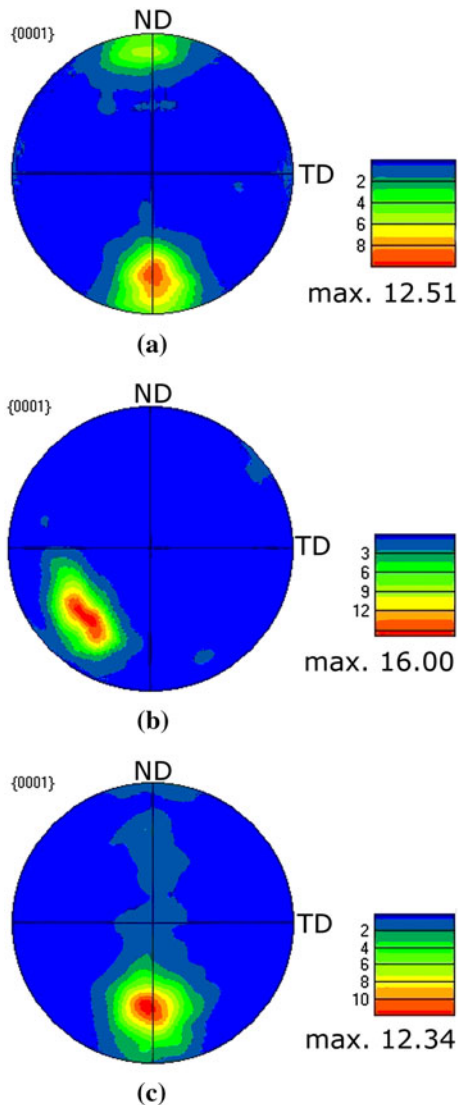 {0001}
ND
TD
2
4
6
8
max. 12.51
(a)
{0001}
ND
TD
3
6
9
12
max. 16.00
(b)
{0001}
ND
TD
2
4
6
8
10
max. 12.34
(c)